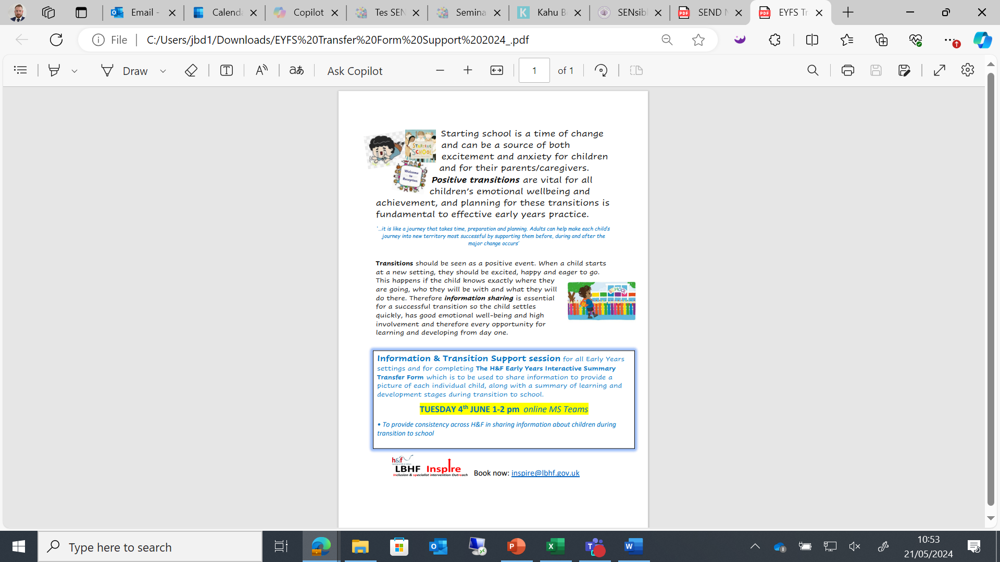 Email -
Calenda
Copilot
Tes SEN
Semina
Kahu B
SENsibl
SEND N
EYFS Tr
File
C:/Users/jbd1/Downloads/EYFS%20Transfer%20Form%20Support%202024_.pdf
Draw
Ask Copilot
1 of 1
Starting school is a time of change
and can be a source of both
excitement and anxiety for children
and for their parents/caregivers.
Positive transitions are vital for all
children's emotional wellbeing and
achievement, and planning for these transitions is
fundamental to effective early years practice.
STARTING
SCHOOL
Welcome
to
Reception
'...it is like a journey that takes time, preparation and planning. Adults can help make each child's
journey into new territory most successful by supporting them before, during and after the
major change occurs'
Transitions should be seen as a positive event. When a child starts
at a new setting, they should be excited, happy and eager to go.
This happens if the child knows exactly where they
are going, who they will be with and what they will
do there. Therefore information sharing is essential
for a successful transition so the child settles
quickly, has good emotional well-being and high
involvement and therefore every opportunity for
learning and developing from day one.
SCHOOL
Information & Transition Support session for all Early Years
settings and for completing The H&F Early Years Interactive Summary
Transfer Form which is to be used to share information to provide a
picture of each individual child, along with a summary of learning and
development stages during transition to school.
TUESDAY 4th JUNE 1-2 pm online MS Teams
• To provide consistency across H&F in sharing information about children during
transition to school
h&f
LBHF Inspire
Inclusion & specialist intervention Outreach
Book now: inspire@lbhf.gov.uk
Type here to search
10:53
21/05/2024